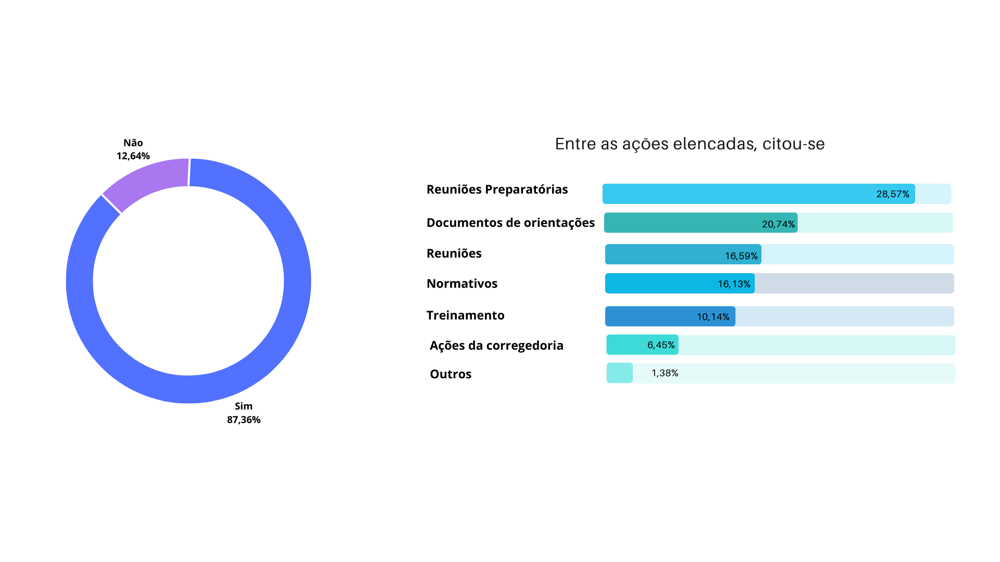 Não
12,64%
Sim
87,36%
Entre as ações elencadas, citou-se
Reuniões Preparatórias
28,57%
Documentos de orientações
20,74%
Reuniões
16,59%
Normativos
16,13%
Treinamento
10,14%
Ações da corregedoria
6,45%
Outros
1,38%